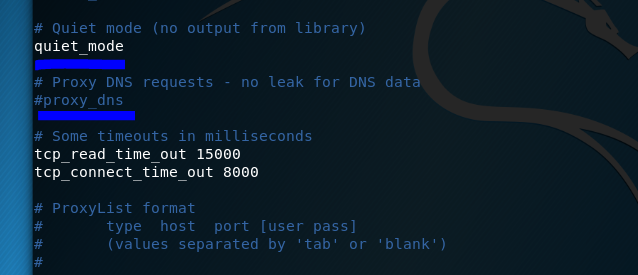 # Quiet mode (no output from library)
quiet_mode
# Proxy DNS requests - no leak for DNS data
#proxy_dns
# Some timeouts in milliseconds
tcp_read_time_out 15000
tcp_connect_time_out 8000
# ProxyList format
#       type  host  port [user pass]
#       (values separated by 'tab' or 'blank')
#